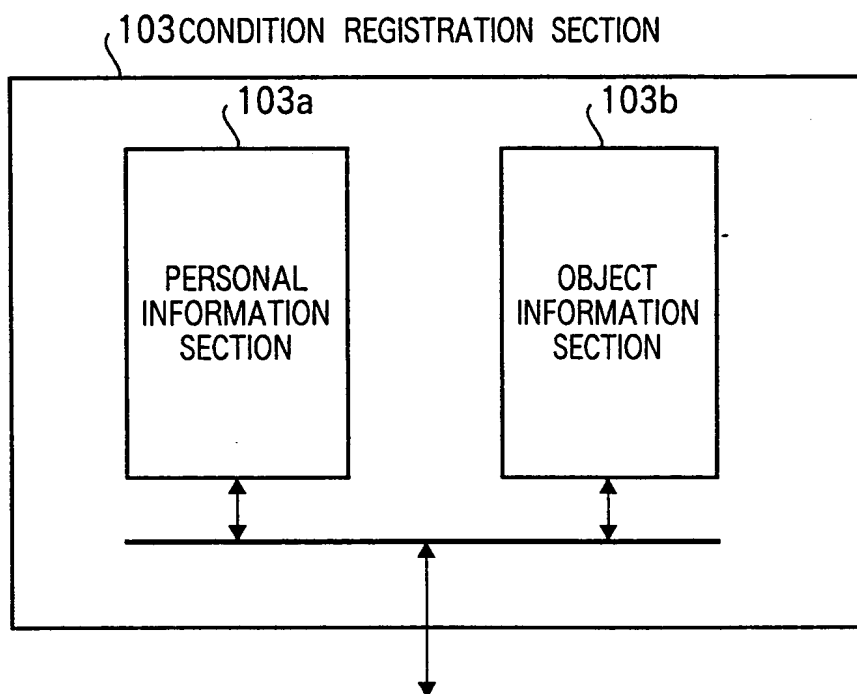 103 CONDITION REGISTRATION SECTION
103a
103b
PERSONAL
INFORMATION
SECTION
OBJECT
INFORMATION
SECTION